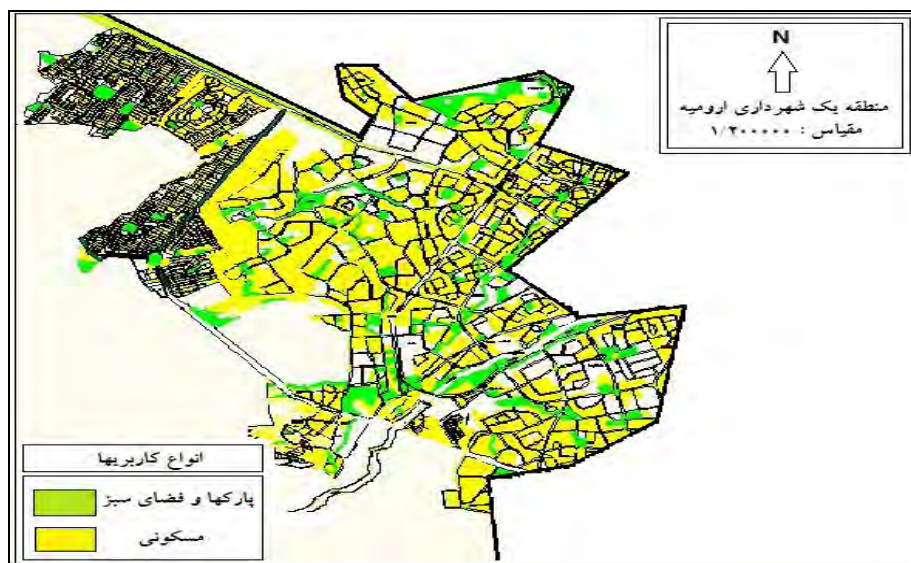 N
منطقه یک شهرداری ارومیه
مقیاس : ۱/۲۰۰۰۰۰
انواع کاربریها
پارکها و فضای سبز
مسکونی